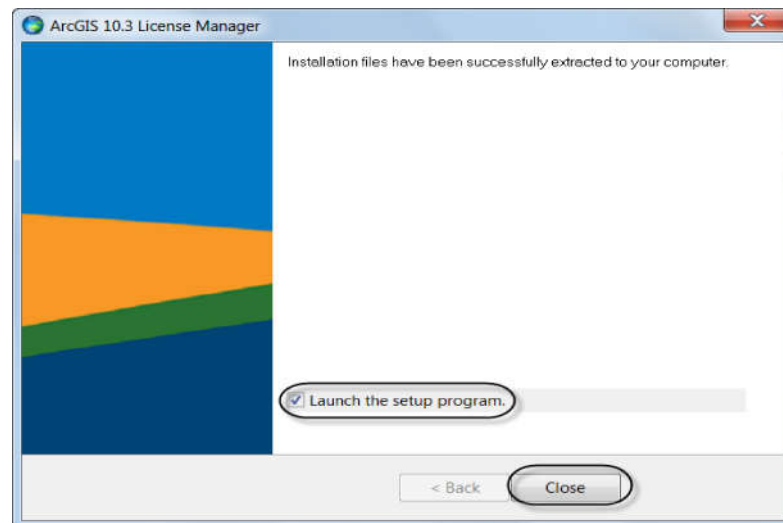 ArcGIS 10.3 License Manager
Installation files have been successfully extracted to your computer.
Launch the setup program.
< Back
Close